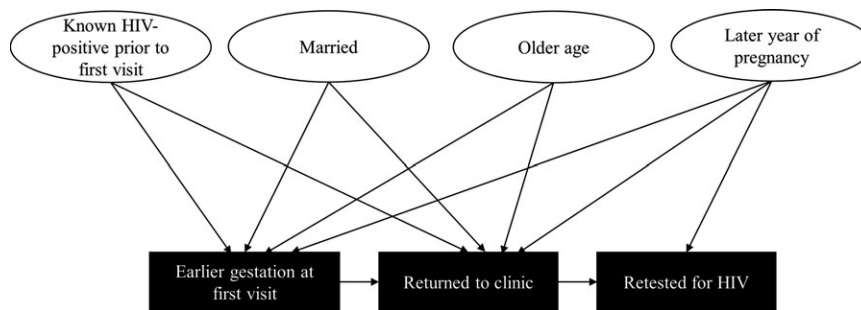 Known HIV-
positive prior to
first visit
Married
Older age
Later year of
pregnancy
Earlier gestation at
first visit
Returned to clinic
Retested for HIV